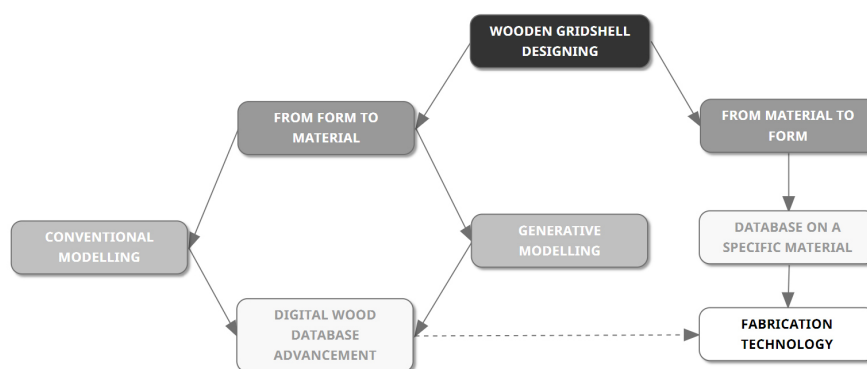 WOODEN GRIDSHELL
DESIGNING
FROM FORM TO
MATERIAL
FROM MATERIAL TO
FORM
CONVENTIONAL
MODELLING
GENERATIVE
MODELLING
DATABASE ON A
SPECIFIC MATERIAL
DIGITAL WOOD
DATABASE
ADVANCEMENT
FABRICATION
TECHNOLOGY